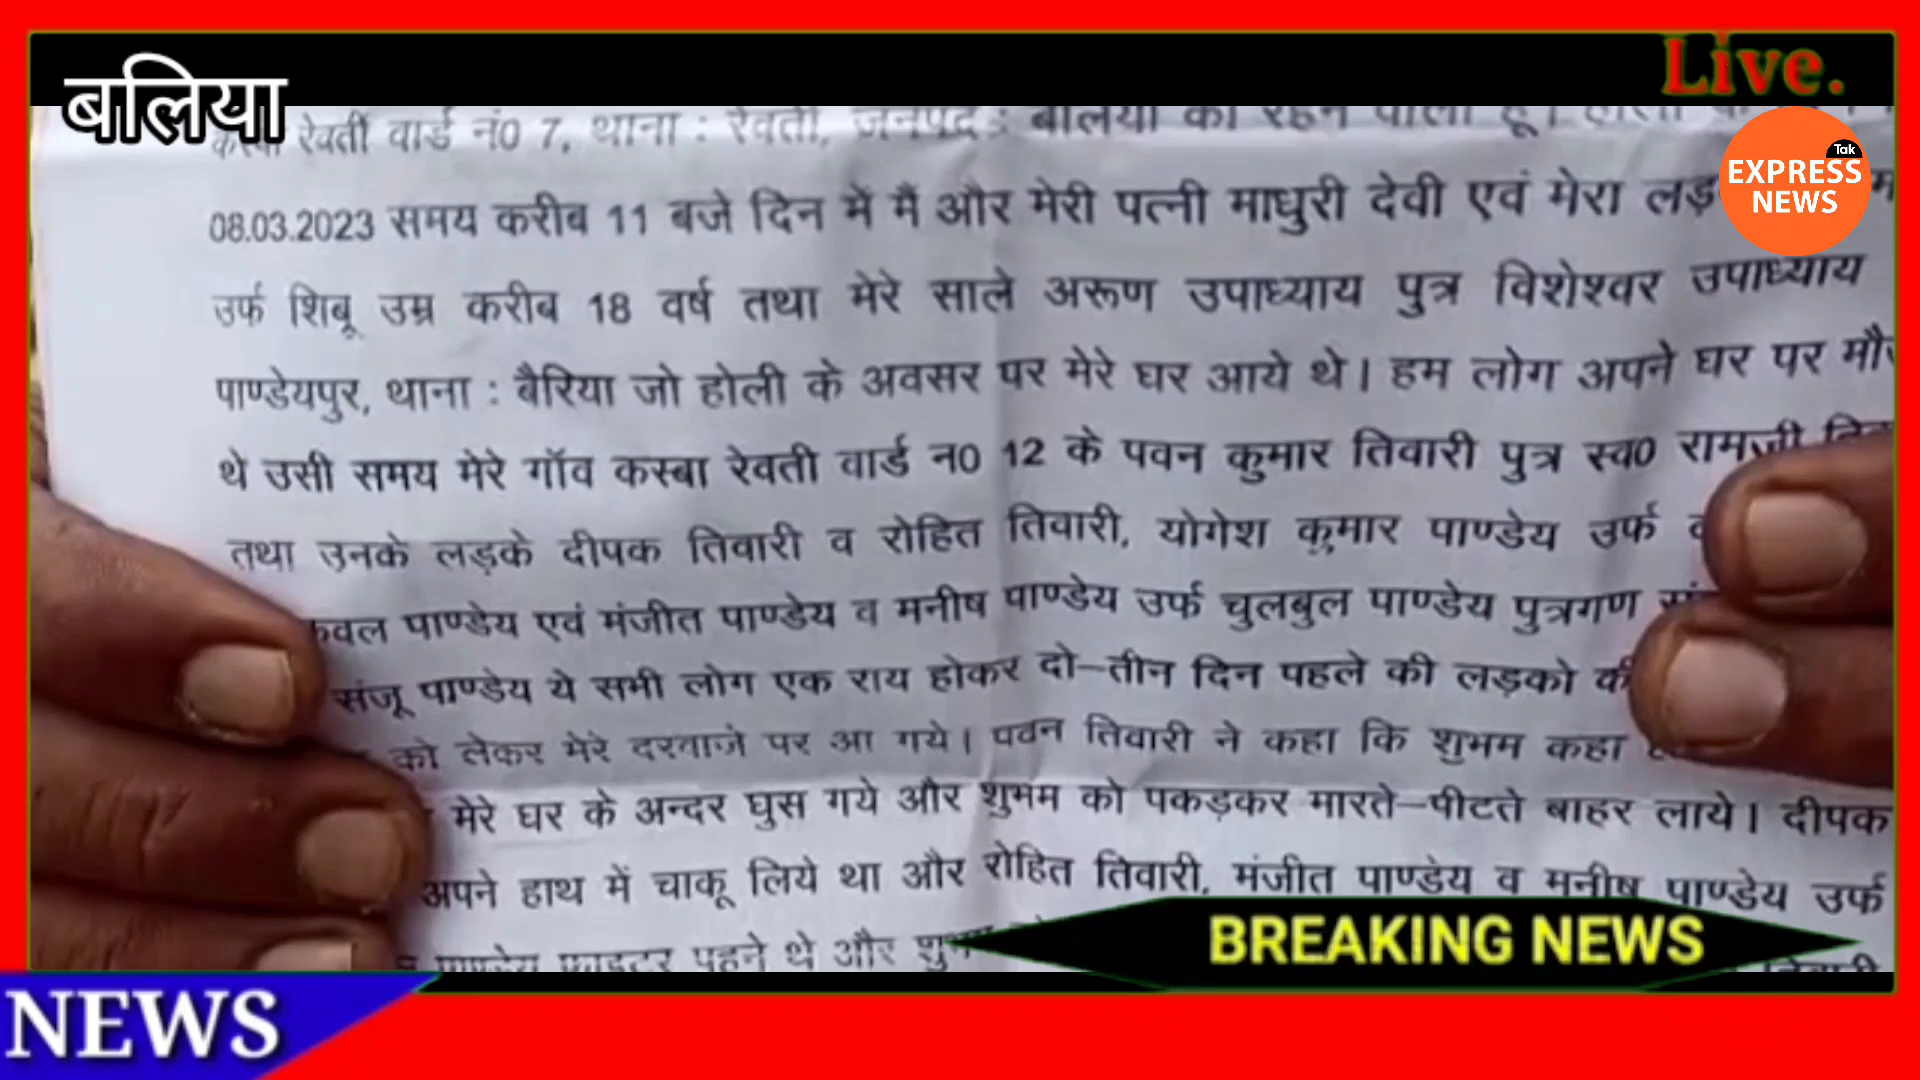 बलिया
Live.
Tak
EXPRESS
NEWS
कस्बा रेवती वार्ड नं0 7, थाना : रेवती, जनपद : बलिया का रहने वाला हूँ।
08.03.2023 समय करीब 11 बजे दिन में मैं और मेरी पत्नी माधुरी देवी एवं मेरा
उर्फ शिबू उम्र करीब 18 वर्ष तथा मेरे साले अरूण उपाध्याय पुत्र विशेश्वर उपाध्याय
पाण्डेयपुर, थाना : बैरिया जो होली के अवसर पर मेरे घर आये थे। हम लोग अपने घर पर
थे उसी समय मेरे गॉव कस्बा रेवती वार्ड न0 12 के पवन कुमार तिवारी पुत्र स्व0 रामजी
तथा उनके लड़के दीपक तिवारी व रोहित तिवारी, योगेश कुमार पाण्डेय उर्फ
पाण्डेय एवं मंजीत पाण्डेय व मनीष पाण्डेय उर्फ चुलबुल पाण्डेय पुत्रगण
संजू पाण्डेय ये सभी लोग एक राय होकर दो–तीन दिन पहले की लड़को की
को लेकर मेरे दरवाजे पर आ गये। पवन तिवारी ने कहा कि शुभम कहा
मेरे घर के अन्दर घुस गये और शुभम को पकड़कर मारते–पीटते बाहर लाये। दीपक
अपने हाथ में चाकू लिये था और रोहित तिवारी, मंजीत पाण्डेय व मनीष पाण्डेय उर्फ
पाण्डेय फाइटर पहने थे और
BREAKING NEWS
NEWS